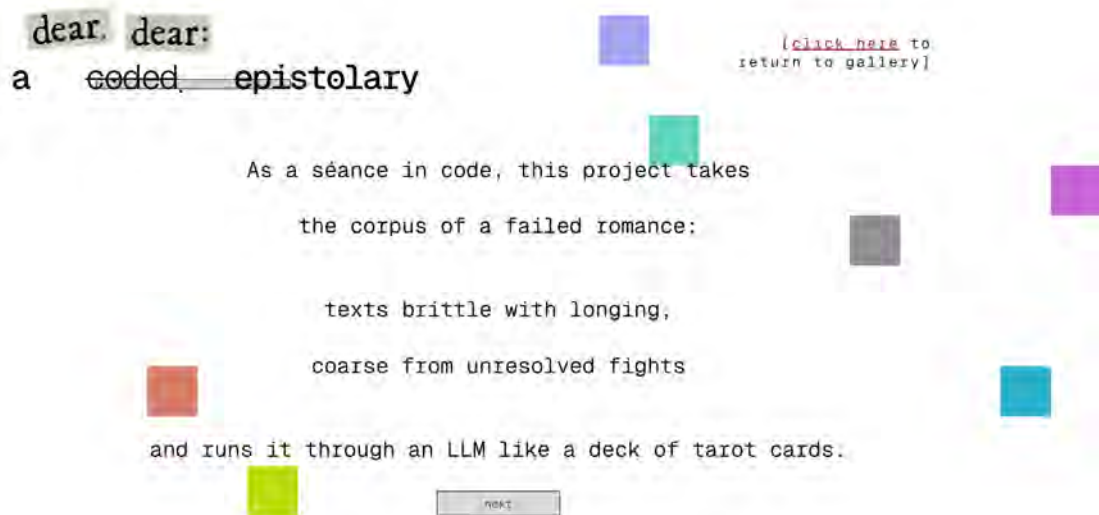 dear, dear:
a coded epistolary
[click here to
return to gallery]
As a séance in code, this project takes
the corpus of a failed romance:
texts brittle with longing,
coarse from unresolved fights
and runs it through an LLM like a deck of tarot cards.
next